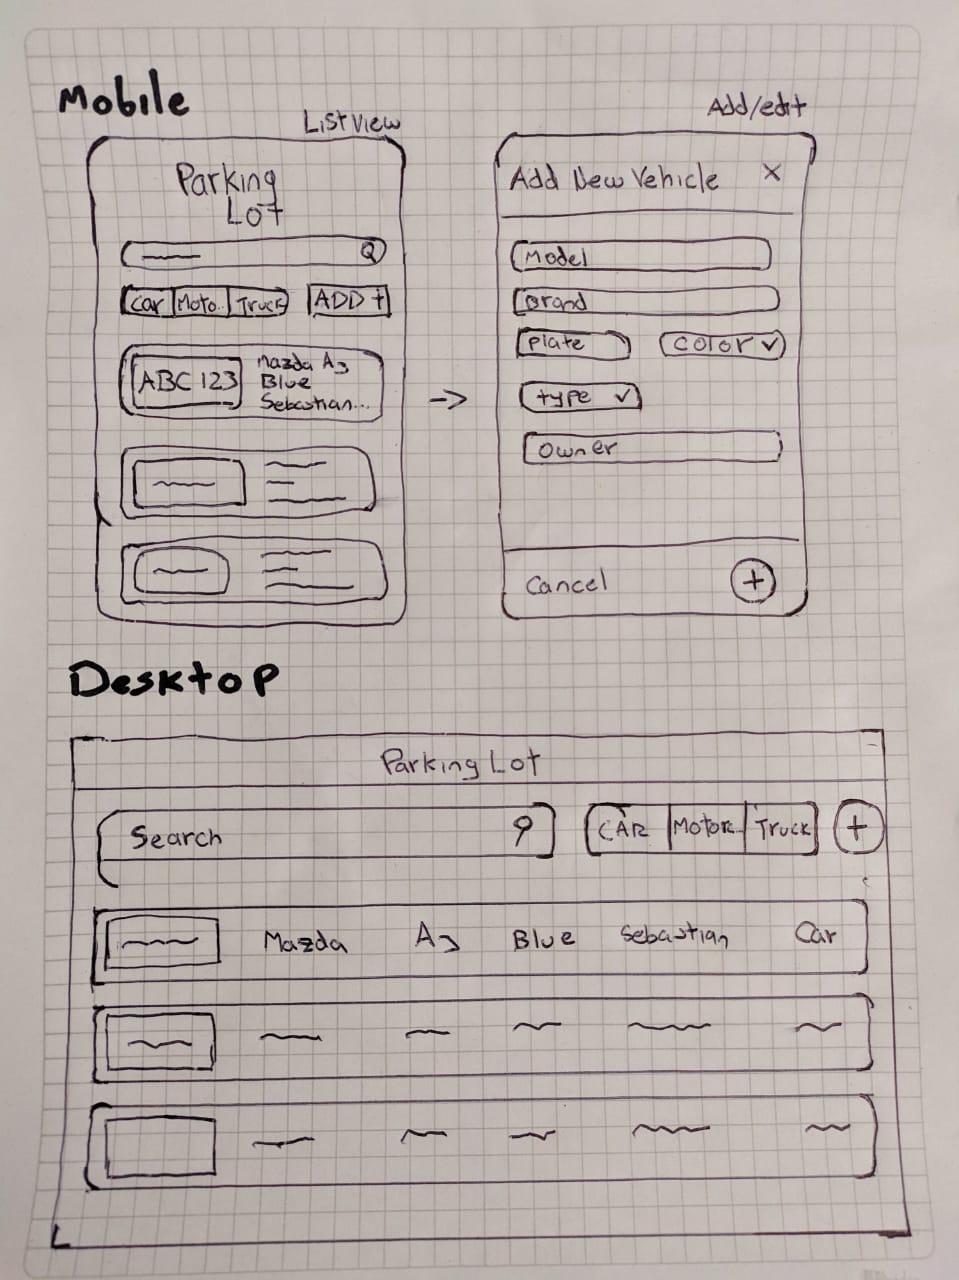 Mobile
List view
Parking
Lot
Q
Car Moto.. Truck ADD +
ABC 123
Mazda A3
Blue
Sebastian...
Add/edit
Add New Vehicle X
Model
Brand
Plate
color
type
Owner
Cancel +
Desktop
Parking Lot
Search
CAR Motor.. Truck +
Mazda A3 Blue Sebastian Car